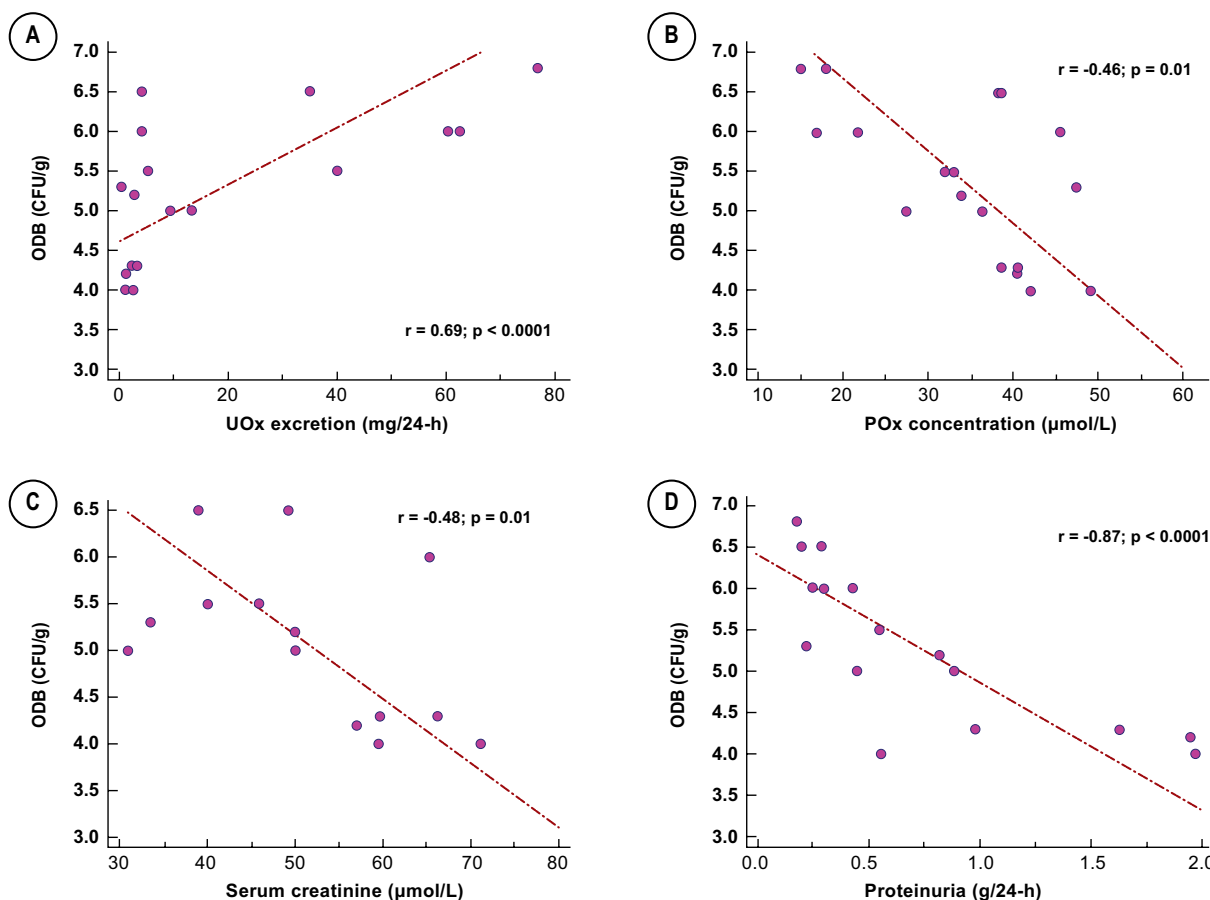 A
7.0
6.5
6.0
5.5
5.0
4.5
4.0
3.5
3.0
ODB (CFU/g)
r = 0.69; p < 0.0001
0 20 40 60 80
UOx excretion (mg/24-h)
B
7.0
6.5
6.0
5.5
5.0
4.5
4.0
3.5
3.0
ODB (CFU/g)
r = -0.46; p = 0.01
10 20 30 40 50 60
POx concentration (µmol/L)
C
6.5
6.0
5.5
5.0
4.5
4.0
3.5
3.0
ODB (CFU/g)
r = -0.48; p = 0.01
30 40 50 60 70 80
Serum creatinine (µmol/L)
D
7.0
6.5
6.0
5.5
5.0
4.5
4.0
3.5
3.0
ODB (CFU/g)
r = -0.87; p < 0.0001
0.0 0.5 1.0 1.5 2.0
Proteinuria (g/24-h)